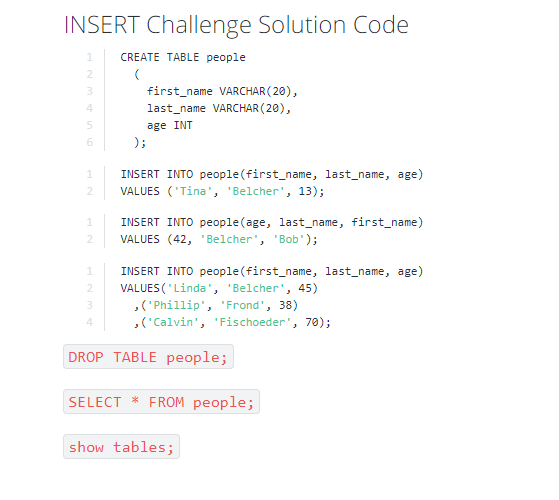 INSERT Challenge Solution Code
1 CREATE TABLE people
2 (
3 first_name VARCHAR(20),
4 last_name VARCHAR(20),
5 age INT
6 );
1 INSERT INTO people(first_name, last_name, age)
2 VALUES ('Tina', 'Belcher', 13);
1 INSERT INTO people(age, last_name, first_name)
2 VALUES (42, 'Belcher', 'Bob');
1 INSERT INTO people(first_name, last_name, age)
2 VALUES('Linda', 'Belcher', 45)
3 ,('Phillip', 'Frond', 38)
4 ,('Calvin', 'Fischoeder', 70);
DROP TABLE people;
SELECT * FROM people;
show tables;